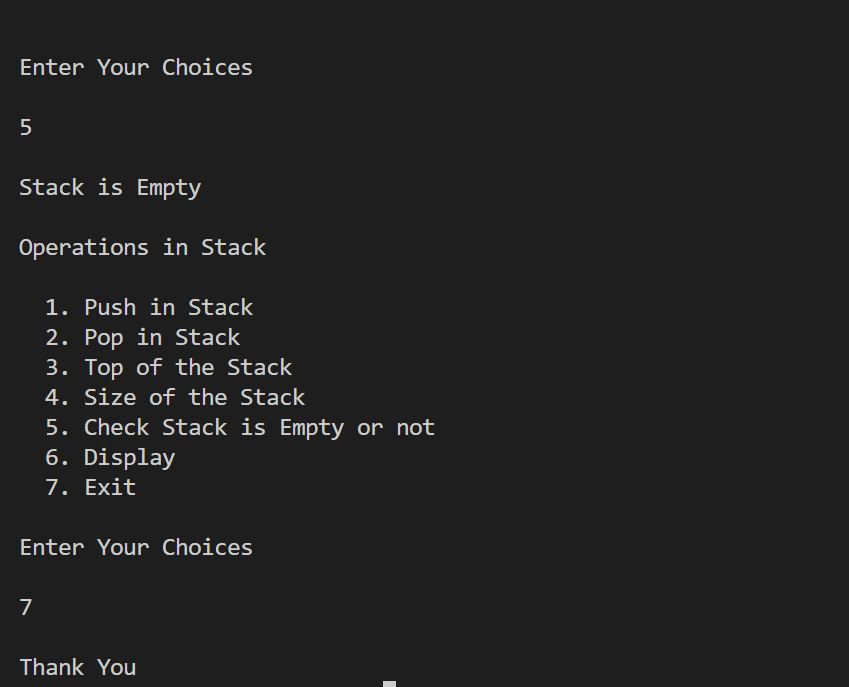 Enter Your Choices
5
Stack is Empty
Operations in Stack
1. Push in Stack
2. Pop in Stack
3. Top of the Stack
4. Size of the Stack
5. Check Stack is Empty or not
6. Display
7. Exit
Enter Your Choices
7
Thank You